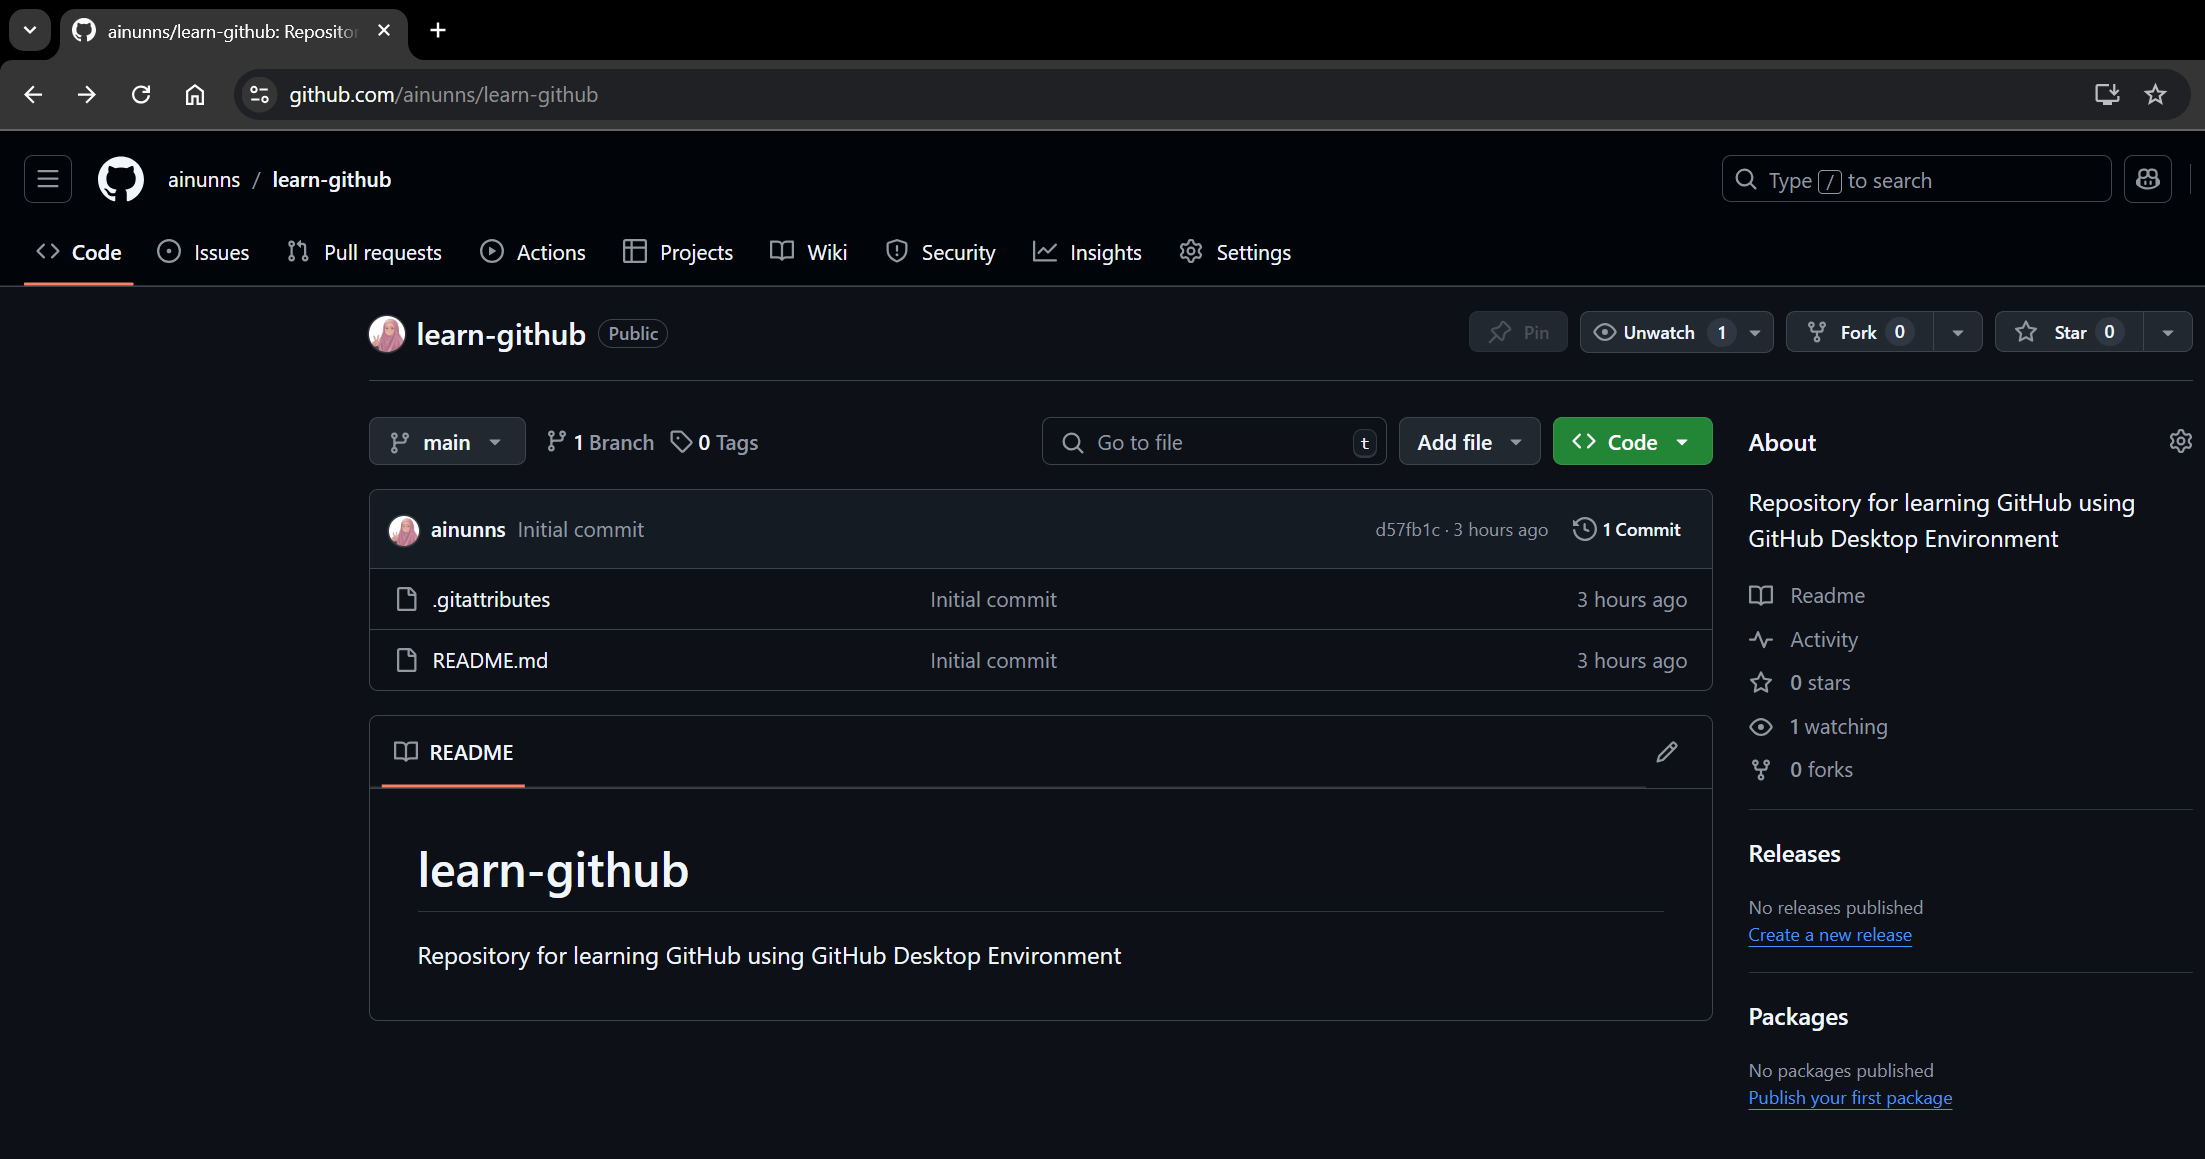 ainunns/learn-github: Repositor
github.com/ainunns/learn-github
ainunns / learn-github
Type / to search
Code Issues Pull requests Actions Projects Wiki Security Insights Settings
learn-github Public
Pin Unwatch 1 Fork 0 Star 0
main 1 Branch 0 Tags Go to file t Add file Code
ainunns Initial commit d57fb1c · 3 hours ago 1 Commit
.gitattributes Initial commit 3 hours ago
README.md Initial commit 3 hours ago
README
learn-github
Repository for learning GitHub using GitHub Desktop Environment
About
Repository for learning GitHub using
GitHub Desktop Environment
Readme
Activity
0 stars
1 watching
0 forks
Releases
No releases published
Create a new release
Packages
No packages published
Publish your first package